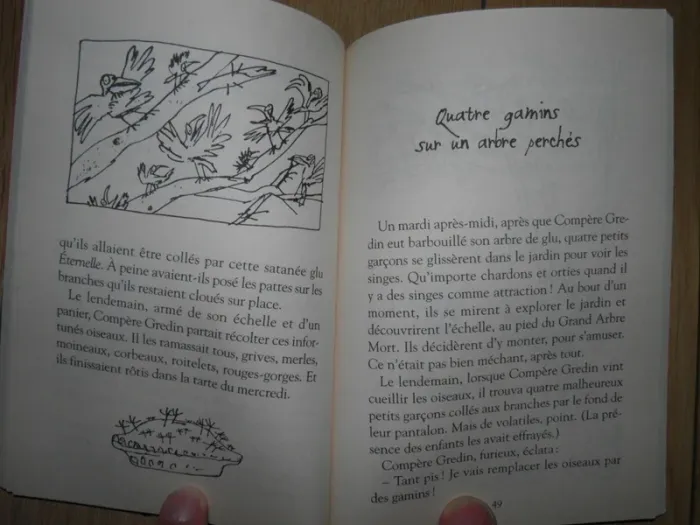 qu'ils allaient être collés par cette satanée glu
Éternelle. À peine avaient-ils posé les pattes sur les
branches qu'ils restaient cloués sur place.
Le lendemain, armé de son échelle et d'un
panier, Compère Gredin partait récolter ces infor-
tunés oiseaux. Il les ramassait tous, grives, merles,
moineaux, corbeaux, roitelets, rouges-gorges. Et
ils finissaient rôtis dans la tarte du mercredi.
Quatre gamins
sur un arbre perchés
Un mardi après-midi, après que Compère Gre-
din eut barbouillé son arbre de glu, quatre petits
garçons se glissèrent dans le jardin pour voir les
singes. Qu'importe chardons et orties quand il
y a des singes comme attraction ! Au bout d'un
moment, ils se mirent à explorer le jardin et
découvrirent l'échelle, au pied du Grand Arbre
Mort. Ils décidèrent d'y monter, pour s'amuser.
Ce n'était pas bien méchant, après tout.
Le lendemain, lorsque Compère Gredin vint
cueillir les oiseaux, il trouva quatre malheureux
petits garçons collés aux branches par le fond de
leur pantalon. Mais de volatiles, point. (La pré-
sence des enfants les avait effrayés.)
Compère Gredin, furieux, éclata :
– Tant pis ! Je vais remplacer les oiseaux par
des gamins !
49